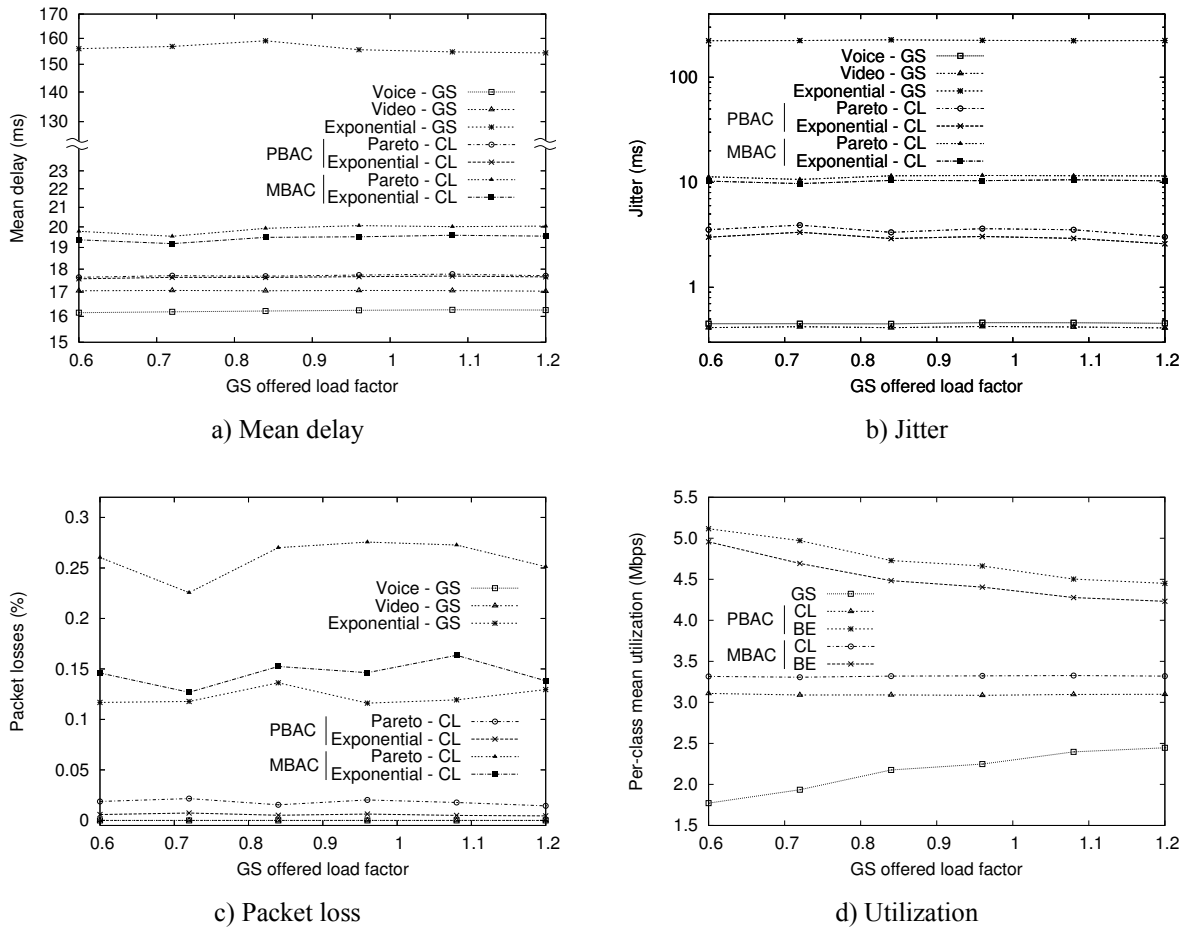 170
160
150
140
130
23
22
21
20
19
18
17
16
15
Mean delay (ms)
Voice - GS
Video - GS
Exponential - GS
PBAC
Pareto - CL
Exponential - CL
MBAC
Pareto - CL
Exponential - CL
0.6 0.7 0.8 0.9 1 1.1 1.2
GS offered load factor
a) Mean delay
100
10
1
Jitter (ms)
Voice - GS
Video - GS
Exponential - GS
PBAC
Pareto - CL
Exponential - CL
MBAC
Pareto - CL
Exponential - CL
0.6 0.7 0.8 0.9 1 1.1 1.2
GS offered load factor
b) Jitter
0.3
0.25
0.2
0.15
0.1
0.05
0
Packet losses (%)
Voice - GS
Video - GS
Exponential - GS
PBAC
Pareto - CL
Exponential - CL
MBAC
Pareto - CL
Exponential - CL
0.6 0.7 0.8 0.9 1 1.1 1.2
GS offered load factor
c) Packet loss
5.5
5.0
4.5
4.0
3.5
3.0
2.5
2.0
1.5
Per-class mean utilization (Mbps)
GS
PBAC
CL
BE
MBAC
CL
BE
0.6 0.7 0.8 0.9 1 1.1 1.2
GS offered load factor
d) Utilization